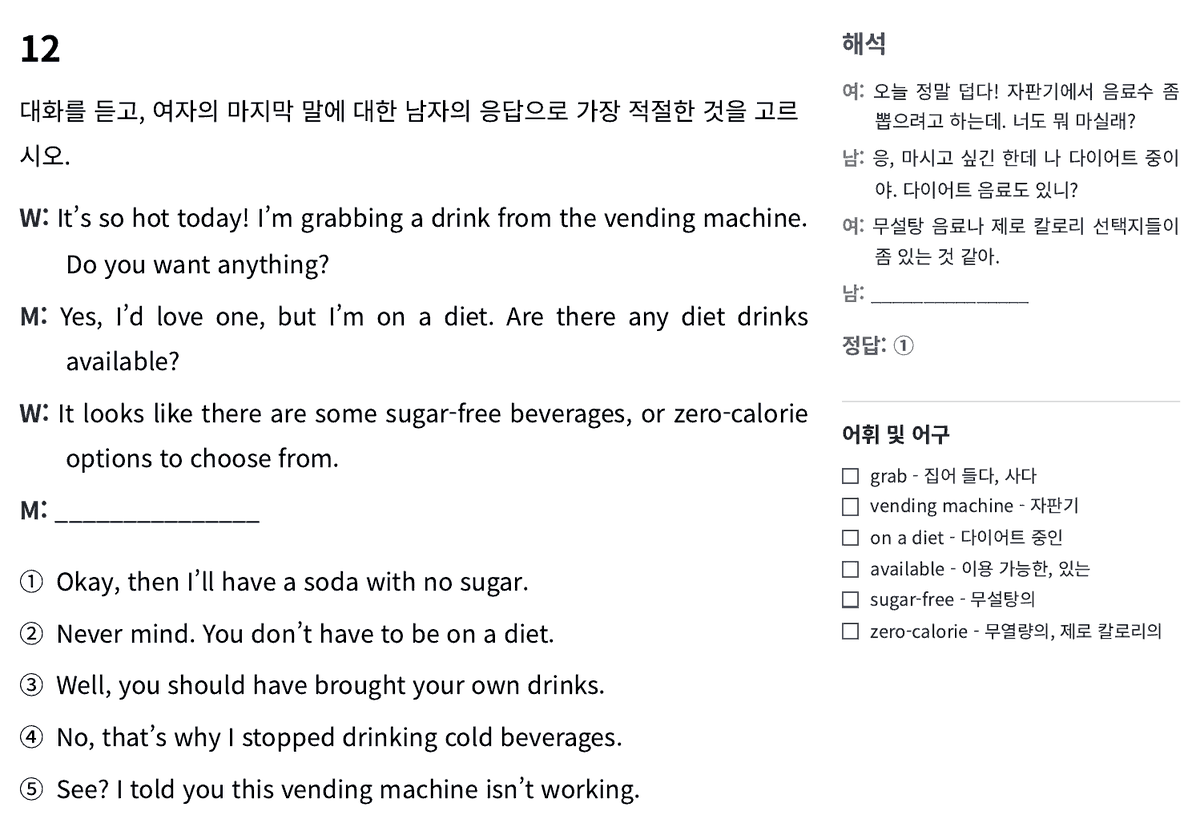 12
대화를 듣고, 여자의 마지막 말에 대한 남자의 응답으로 가장 적절한 것을 고르
시오.
W: It’s so hot today! I’m grabbing a drink from the vending machine.
Do you want anything?
M: Yes, I’d love one, but I’m on a diet. Are there any diet drinks
available?
W: It looks like there are some sugar-free beverages, or zero-calorie
options to choose from.
M: _______________
① Okay, then I’ll have a soda with no sugar.
② Never mind. You don’t have to be on a diet.
③ Well, you should have brought your own drinks.
④ No, that’s why I stopped drinking cold beverages.
⑤ See? I told you this vending machine isn’t working.
해석
여: 오늘 정말 덥다! 자판기에서 음료수 좀
뽑으려고 하는데. 너도 뭐 마실래?
남: 응, 마시고 싶긴 한데 나 다이어트 중이
야. 다이어트 음료도 있니?
여: 무설탕 음료나 제로 칼로리 선택지들이
좀 있는 것 같아.
남: _______________
정답: ①
어휘 및 어구
□ grab - 집어 들다, 사다
□ vending machine - 자판기
□ on a diet - 다이어트 중인
□ available - 이용 가능한, 있는
□ sugar-free - 무설탕의
□ zero-calorie - 무열량의, 제로 칼로리의